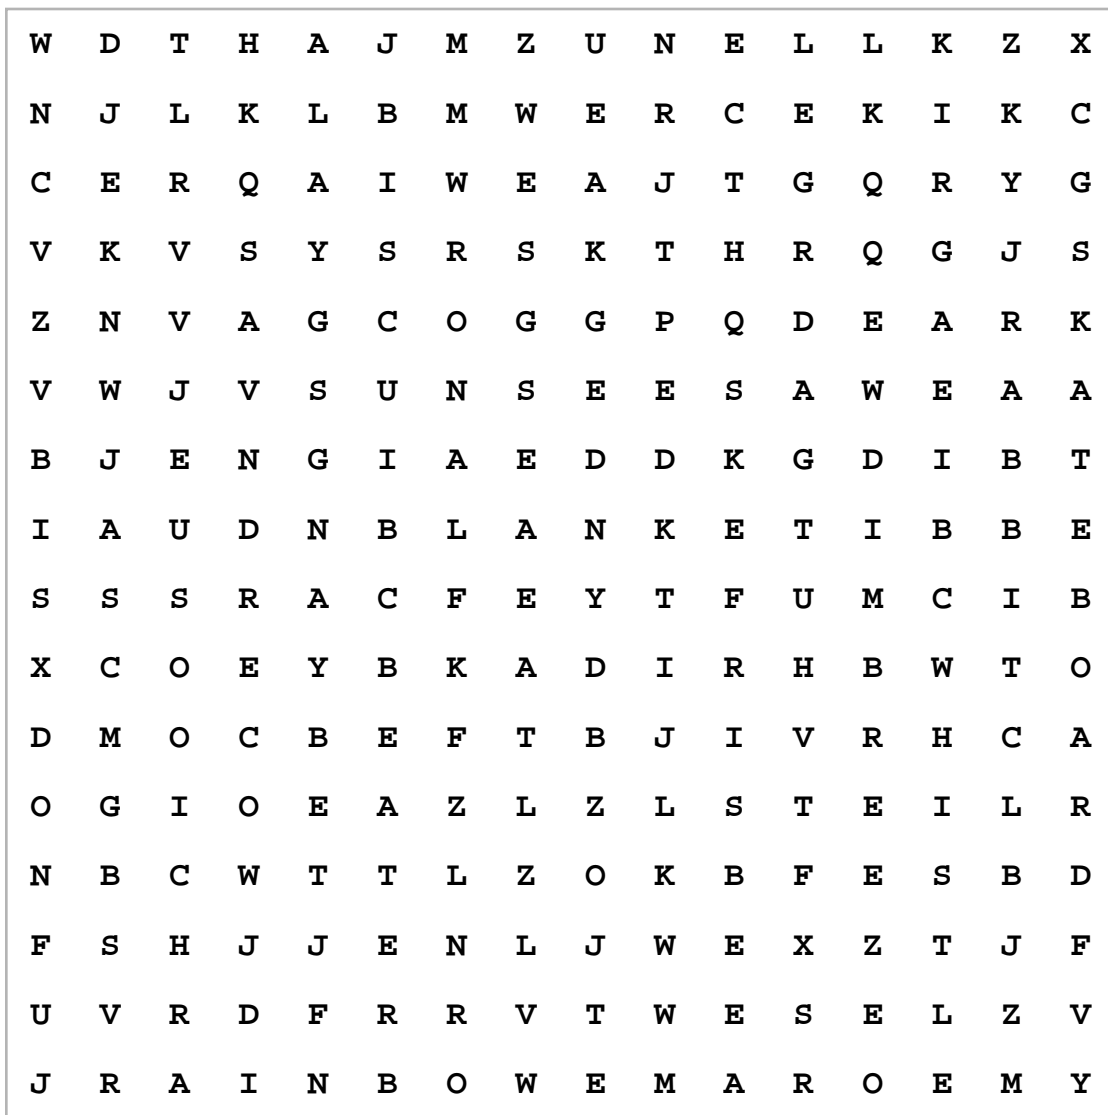 W D T H A J M Z U N E L L K Z X
N J L K L B M W E R C E K I K C
C E R Q A I W E A J T G Q R Y G
V K V S Y S R S K T H R Q G J S
Z N V A G C O G G P Q D E A R K
V W J V S U N S E E S A W E A A
B J E N G I A E D D K G D I B T
I A U D N B L A N K E T I B B E
S S S R A C F E Y T F U M C I B
X C O E Y B K A D I R H B W T O
D M O C B E F T B J I V R H C A
O G I O E A Z L Z L S T E I L R
N B C W T T L Z O K B F E S B D
F S H J J E N L J W E X Z T J F
U V R D F R R V T W E S E L Z V
J R A I N B O W E M A R O E M Y